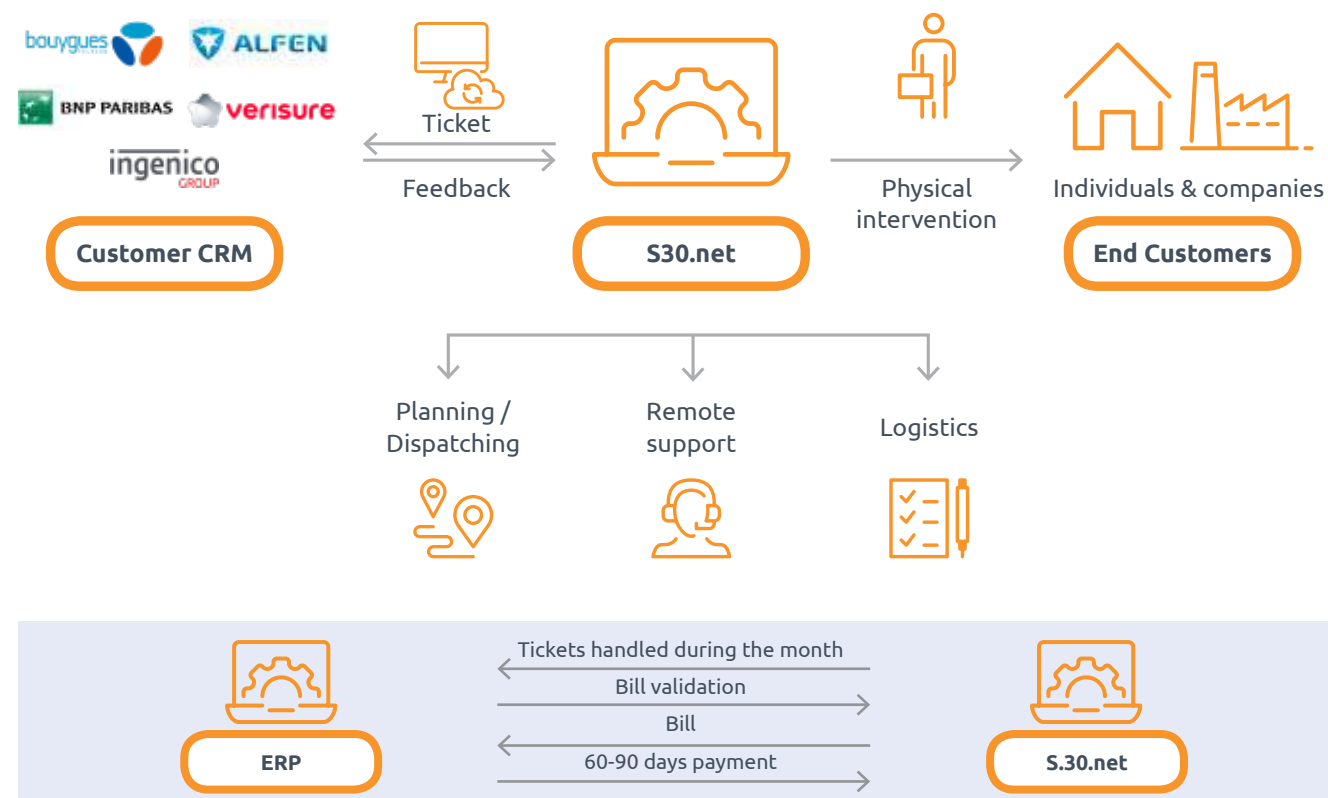 bouygues
ALFEN
BNP PARIBAS
verisure
ingenico
GROUP
Ticket
Feedback
Physical
intervention
Individuals & companies
Customer CRM
S30.net
End Customers
Planning /
Dispatching
Remote
support
Logistics
Tickets handled during the month
Bill validation
Bill
60-90 days payment
ERP
S.30.net